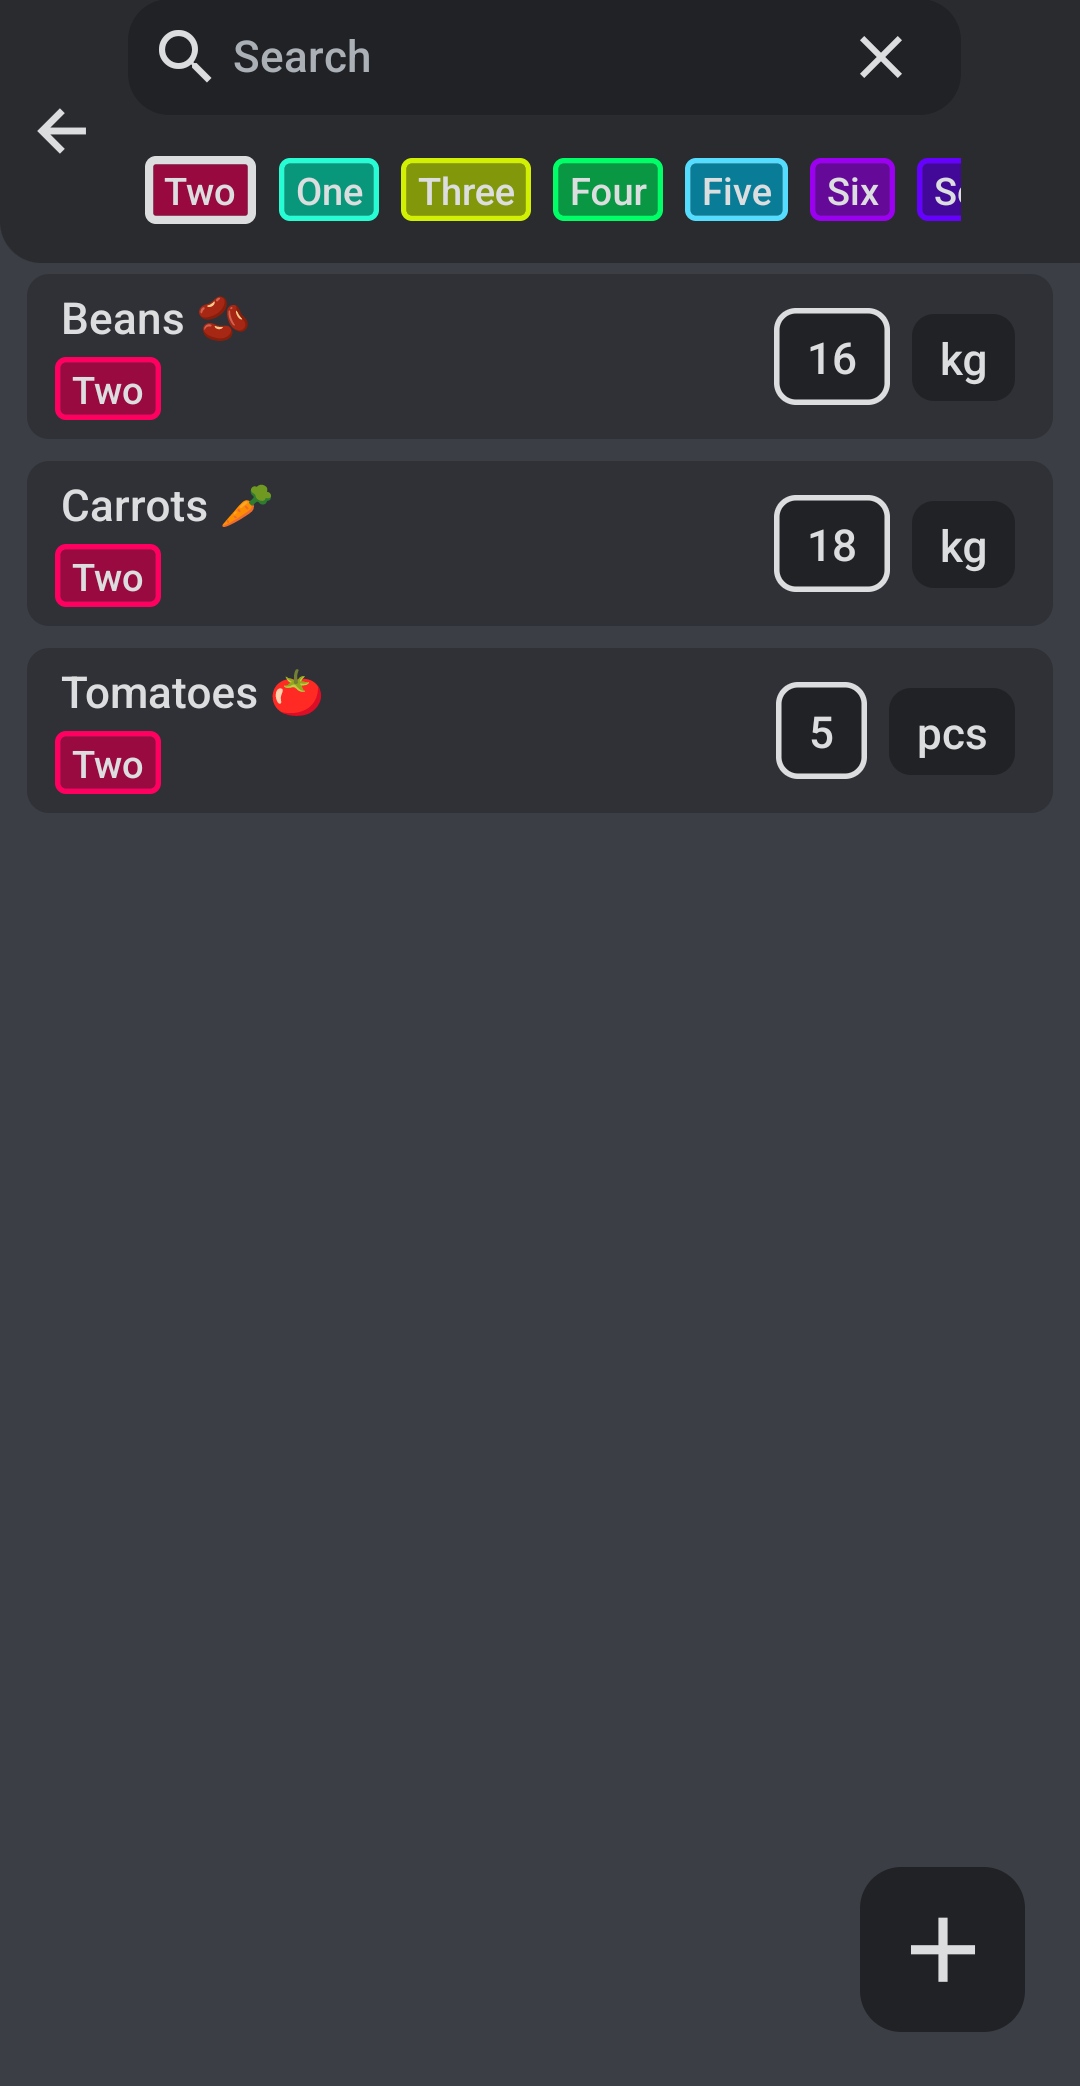 Search
Two One Three Four Five Six
Beans
Two
16 kg
Carrots
Two
18 kg
Tomatoes
Two
5 pcs